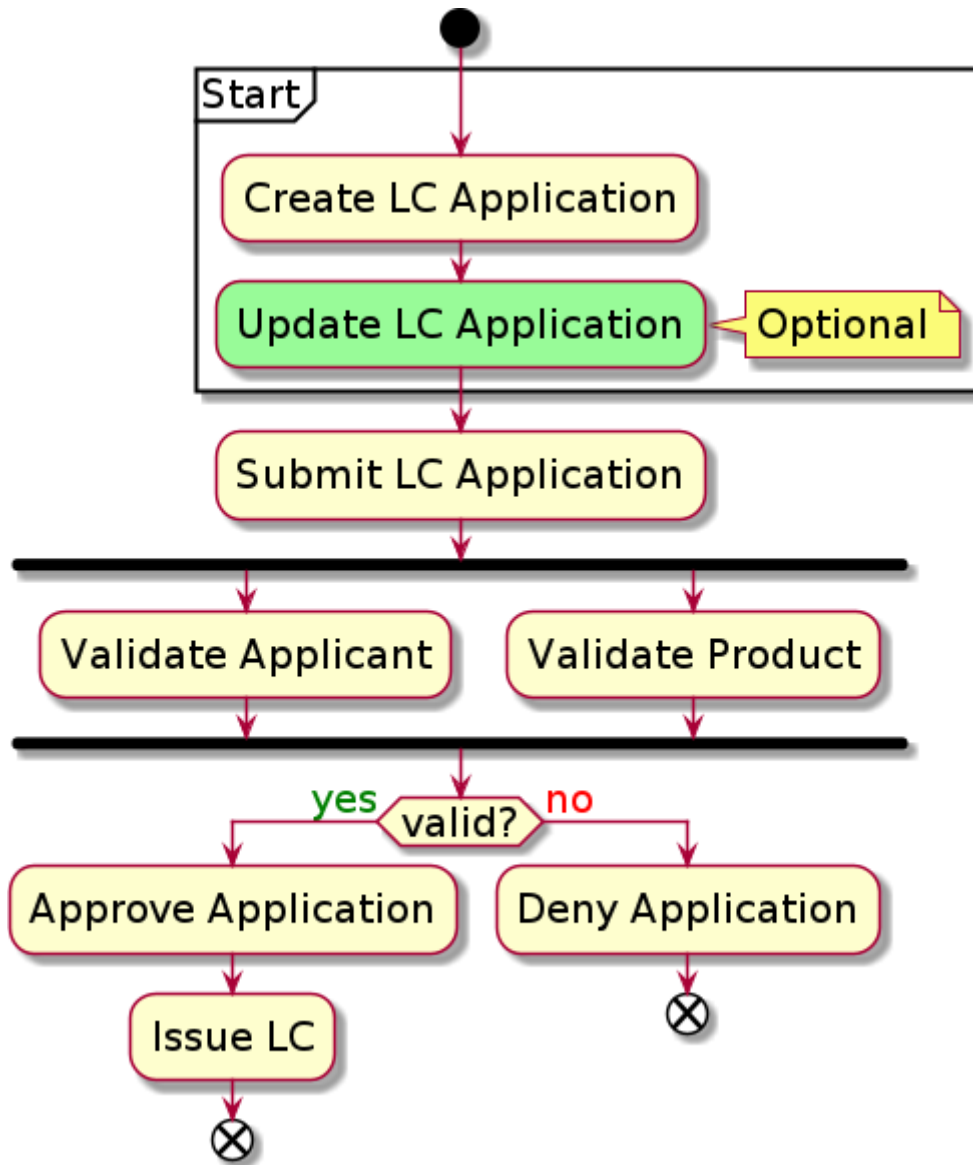 Start
Create LC Application
Update LC Application
Optional
Submit LC Application
Validate Applicant
Validate Product
yes
valid?
no
Approve Application
Deny Application
Issue LC